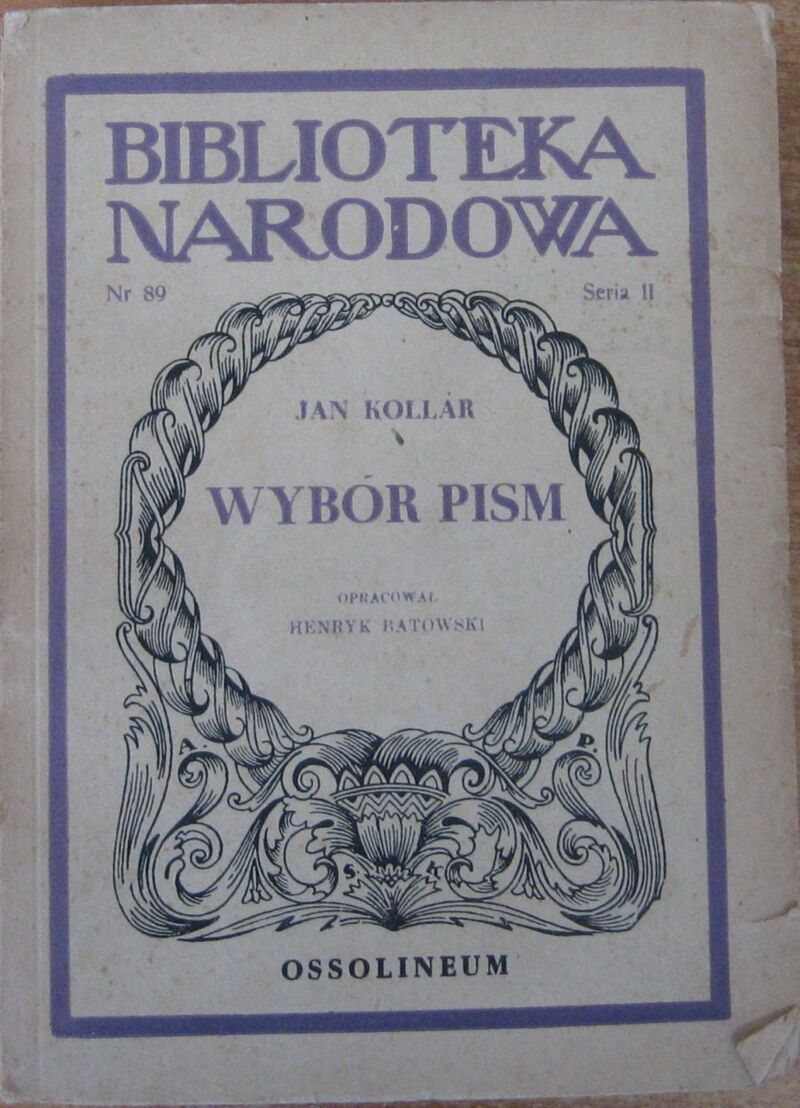 BIBLIOTEKA
NARODOWA
Nr 89 Seria II
JAN KOLLÁR
WYBÓR PISM
OPRACOWAŁ
HENRYK BATOWSKI
A. P.
S. A.
OSSOLINEUM